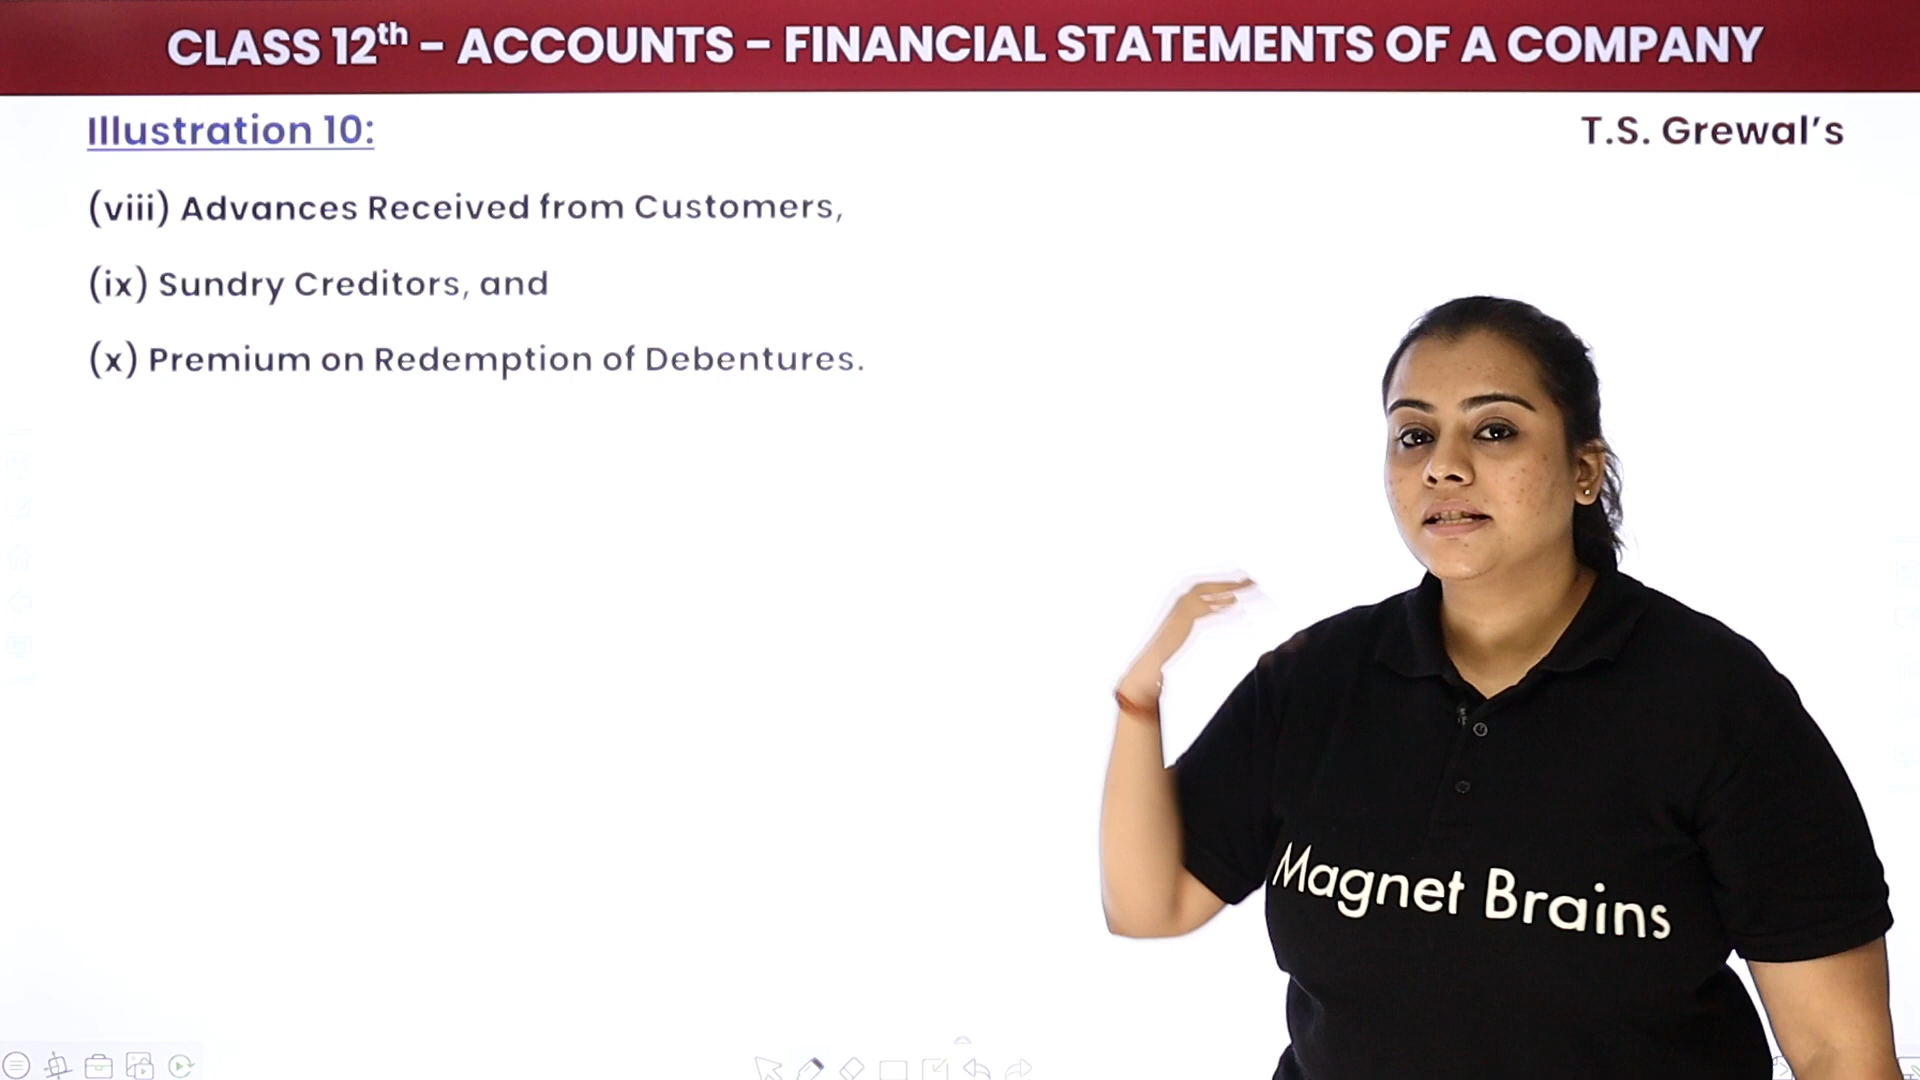 CLASS 12th – ACCOUNTS – FINANCIAL STATEMENTS OF A COMPANY
Illustration 10:
T.S. Grewal’s
(viii) Advances Received from Customers,
(ix) Sundry Creditors, and
(x) Premium on Redemption of Debentures.
Magnet Brains